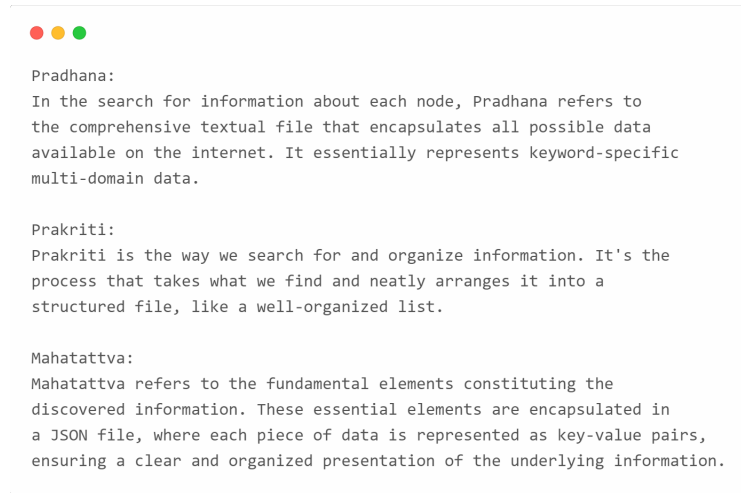 Pradhana:
In the search for information about each node, Pradhana refers to
the comprehensive textual file that encapsulates all possible data
available on the internet. It essentially represents keyword-specific
multi-domain data.
Prakriti:
Prakriti is the way we search for and organize information. It's the
process that takes what we find and neatly arranges it into a
structured file, like a well-organized list.
Mahatattva:
Mahatattva refers to the fundamental elements constituting the
discovered information. These essential elements are encapsulated in
a JSON file, where each piece of data is represented as key-value pairs,
ensuring a clear and organized presentation of the underlying information.